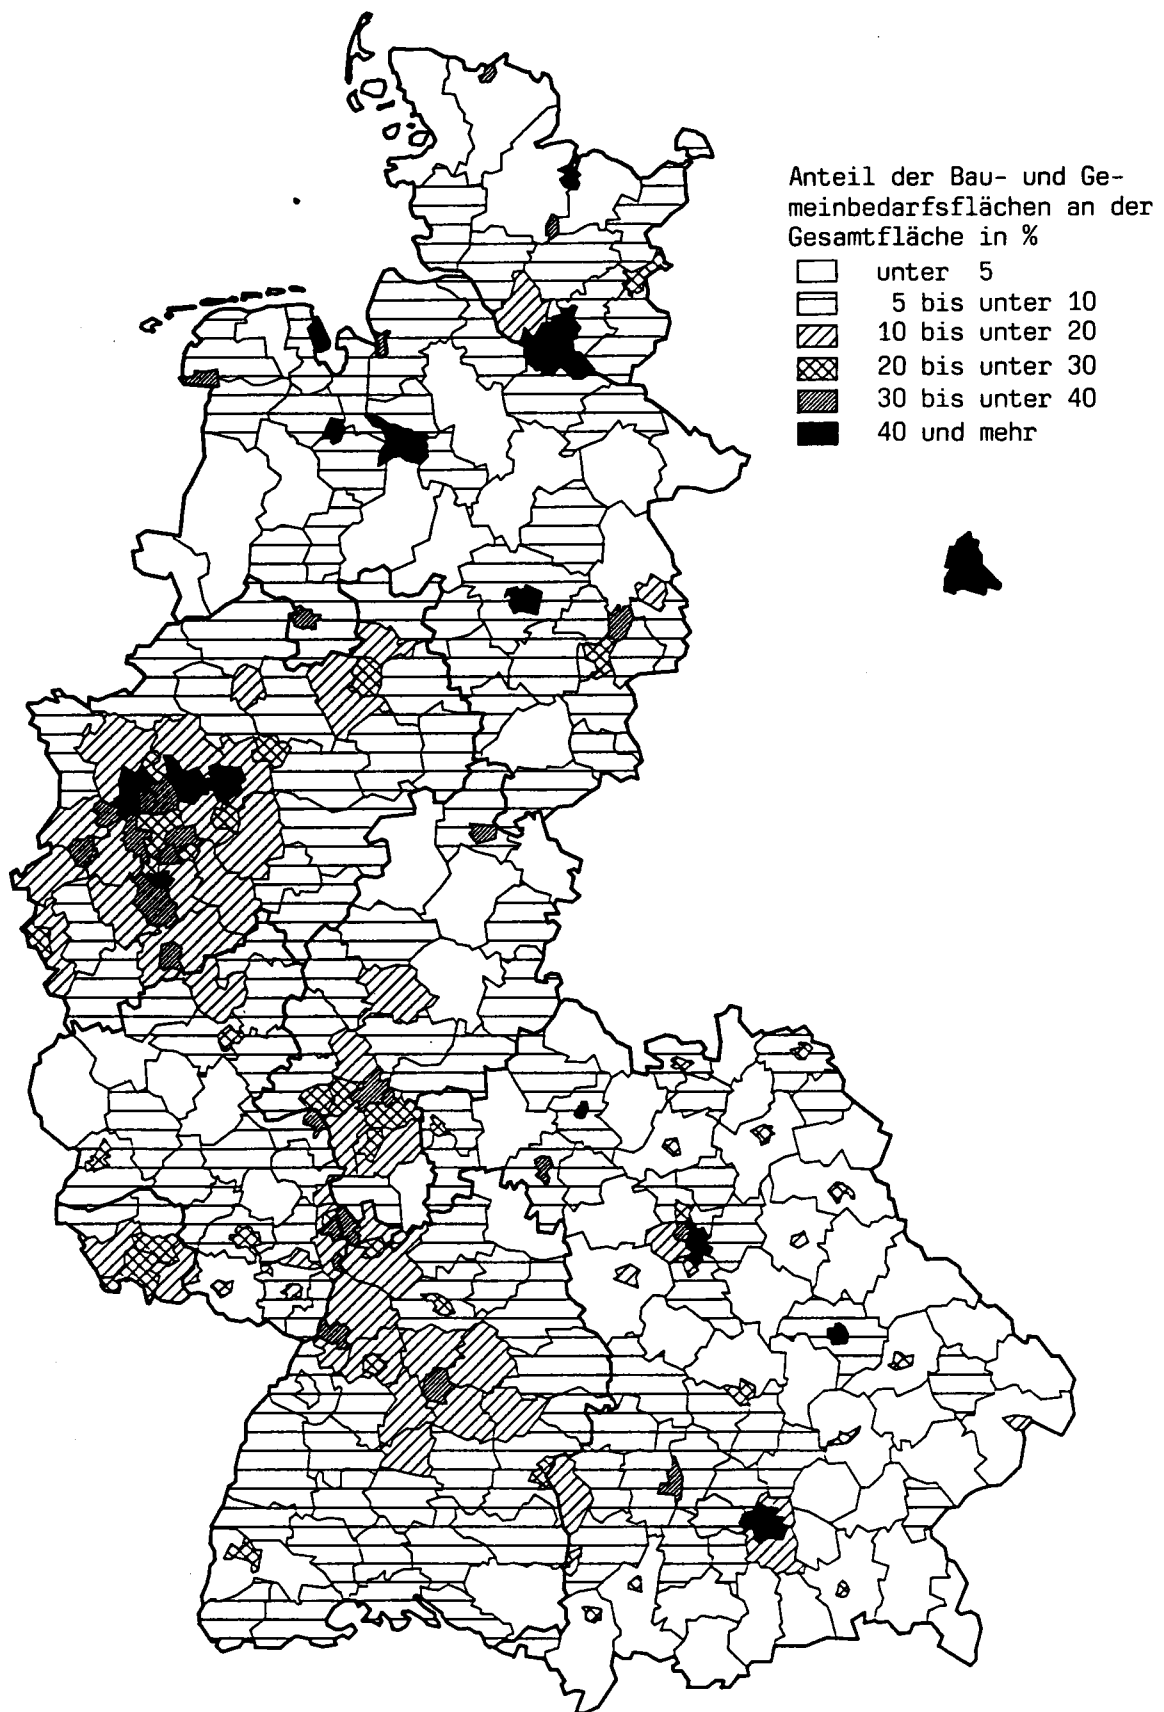 Anteil der Bau- und Ge-
meinbedarfsflächen an der
Gesamtfläche in %
unter 5
5 bis unter 10
10 bis unter 20
20 bis unter 30
30 bis unter 40
40 und mehr